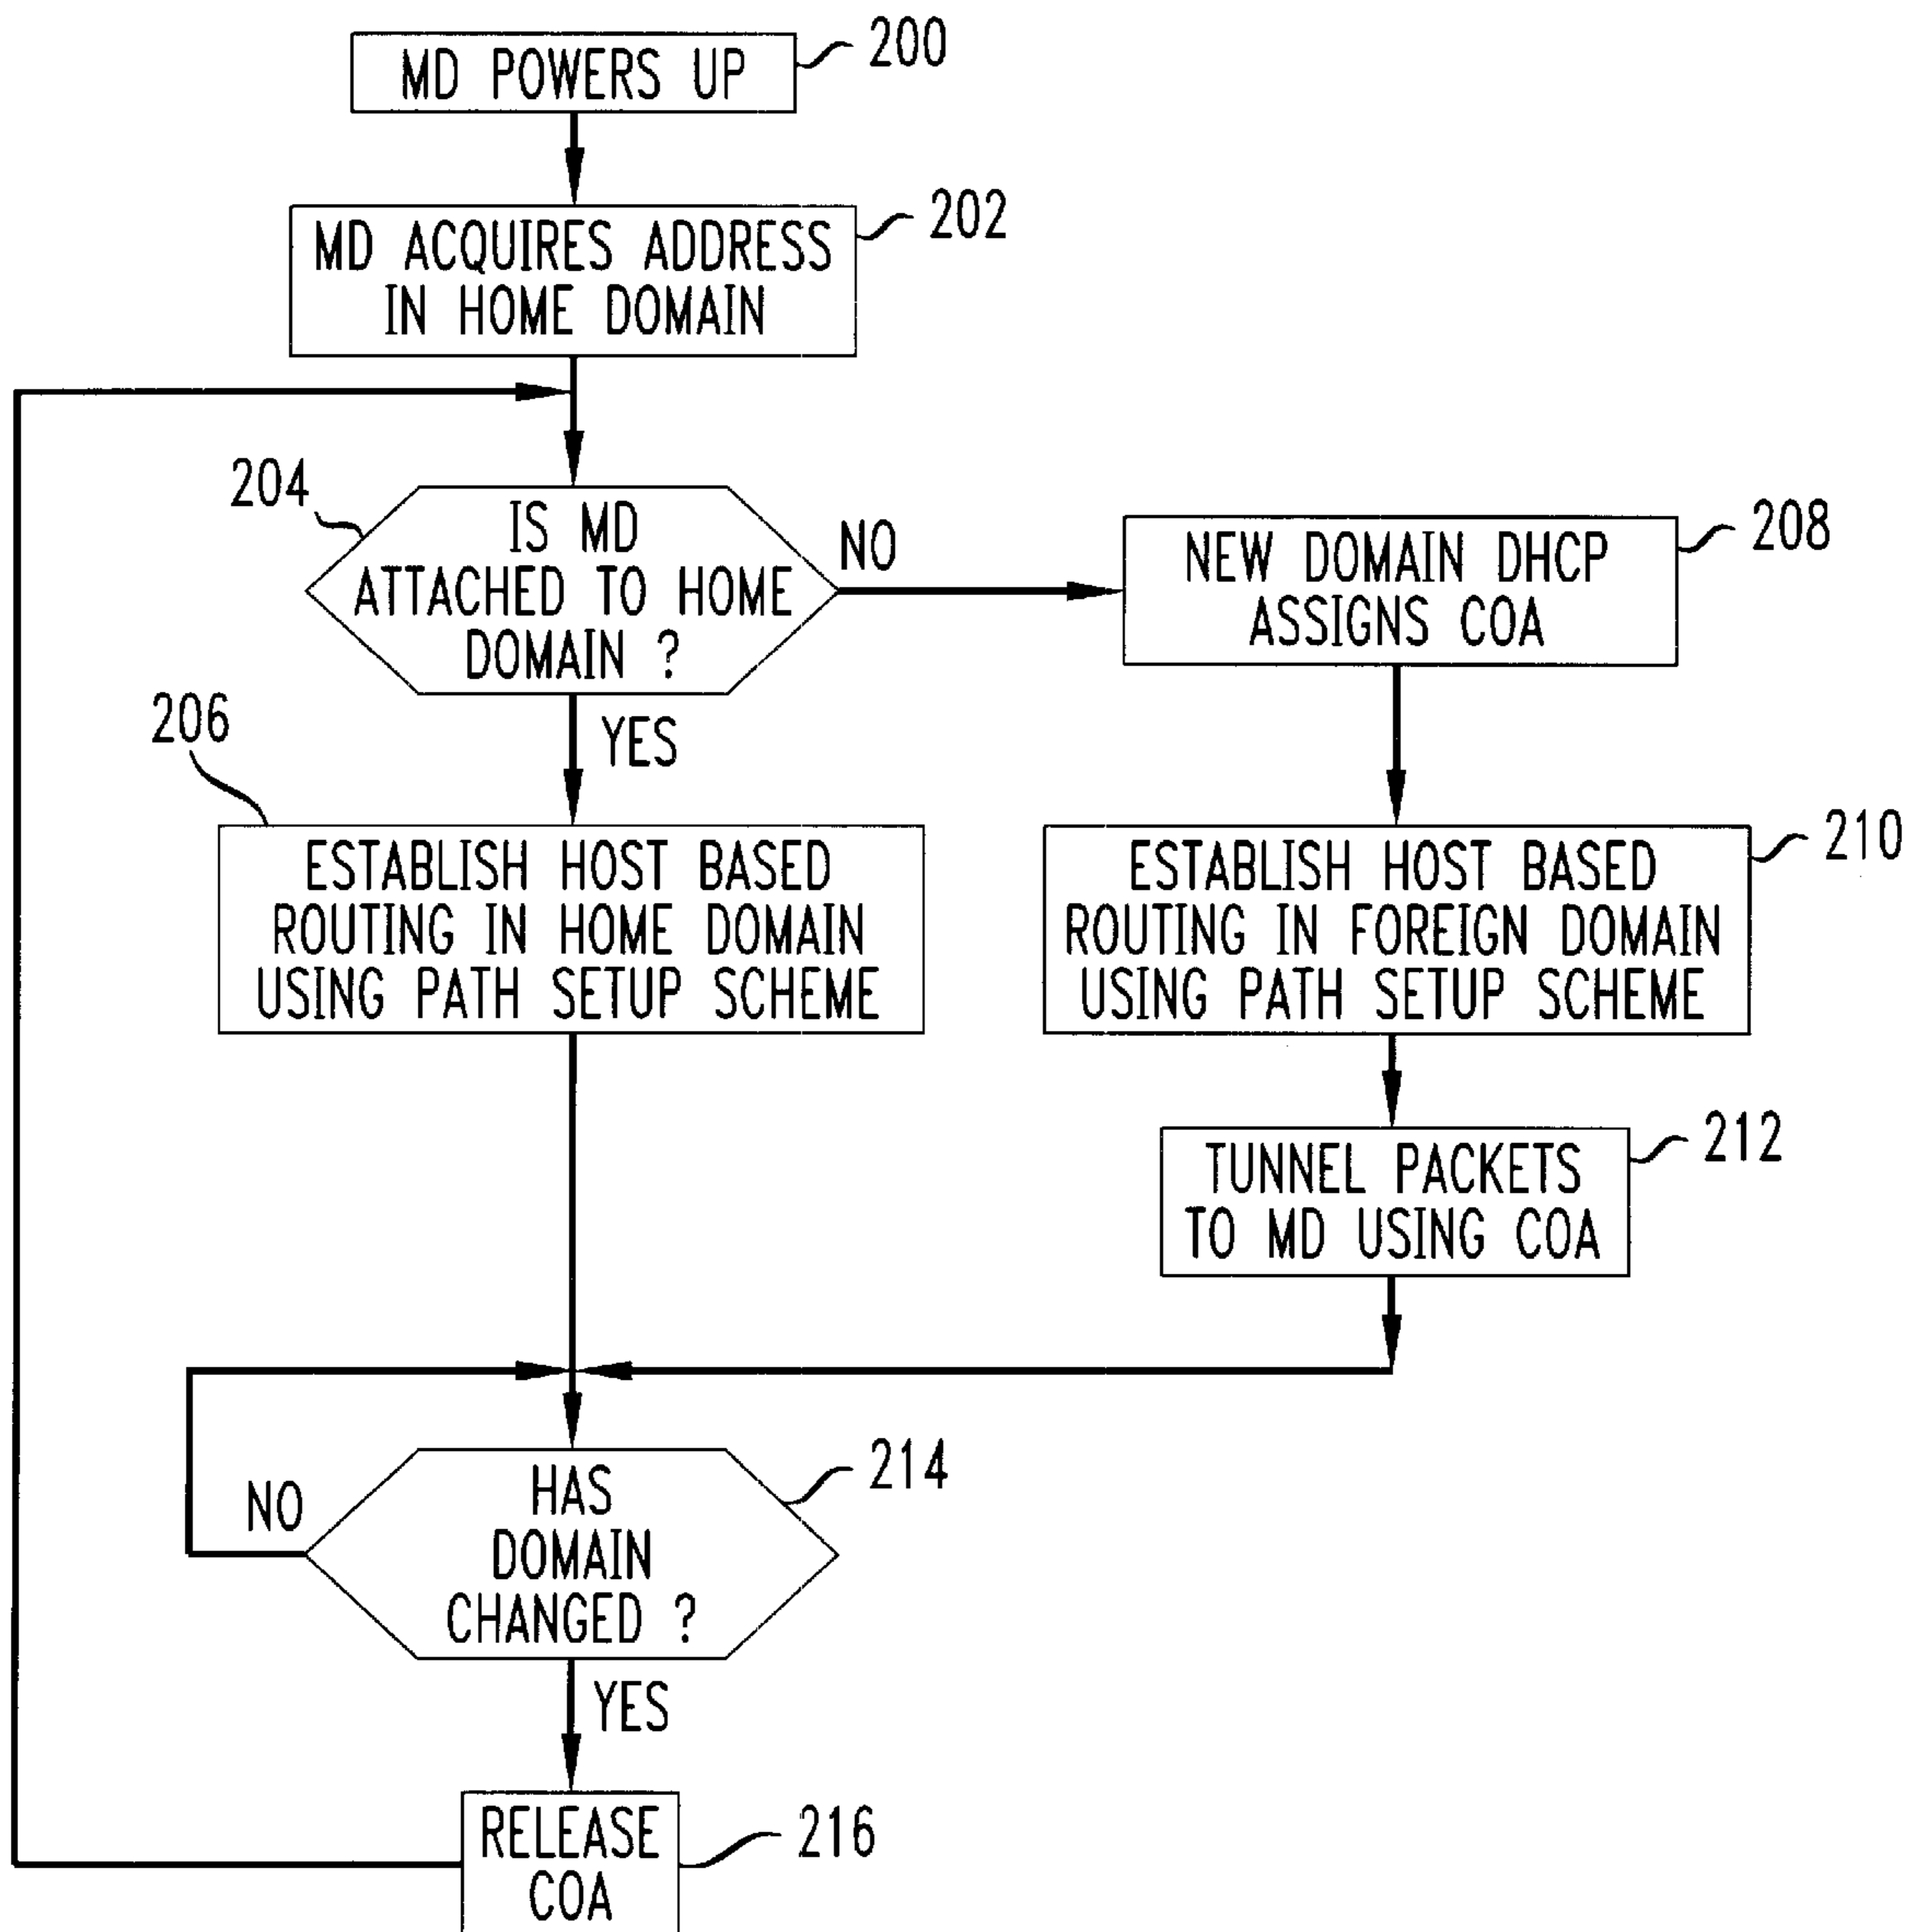 MD POWERS UP
200
MD ACQUIRES ADDRESS
IN HOME DOMAIN
202
204
IS MD
ATTACHED TO HOME
DOMAIN ?
NO
NEW DOMAIN DHCP
ASSIGNS COA
208
YES
206
ESTABLISH HOST BASED
ROUTING IN HOME DOMAIN
USING PATH SETUP SCHEME
ESTABLISH HOST BASED
ROUTING IN FOREIGN DOMAIN
USING PATH SETUP SCHEME
210
TUNNEL PACKETS
TO MD USING COA
212
HAS
DOMAIN
CHANGED ?
214
NO
YES
RELEASE
COA
216